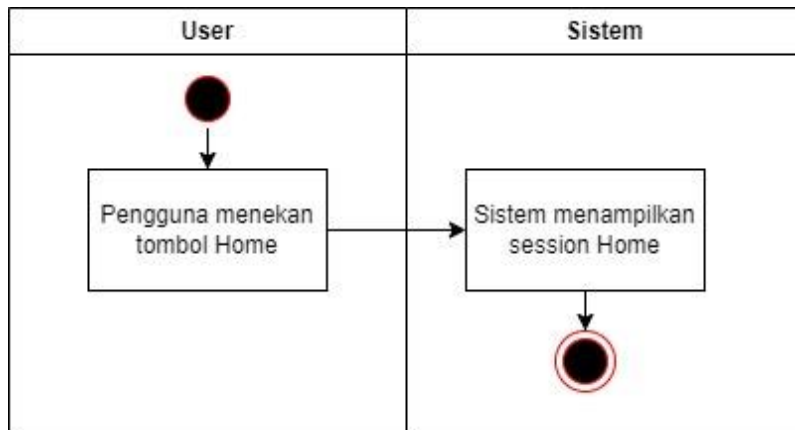 User
Sistem
Pengguna menekan
tombol Home
Sistem menampilkan
session Home